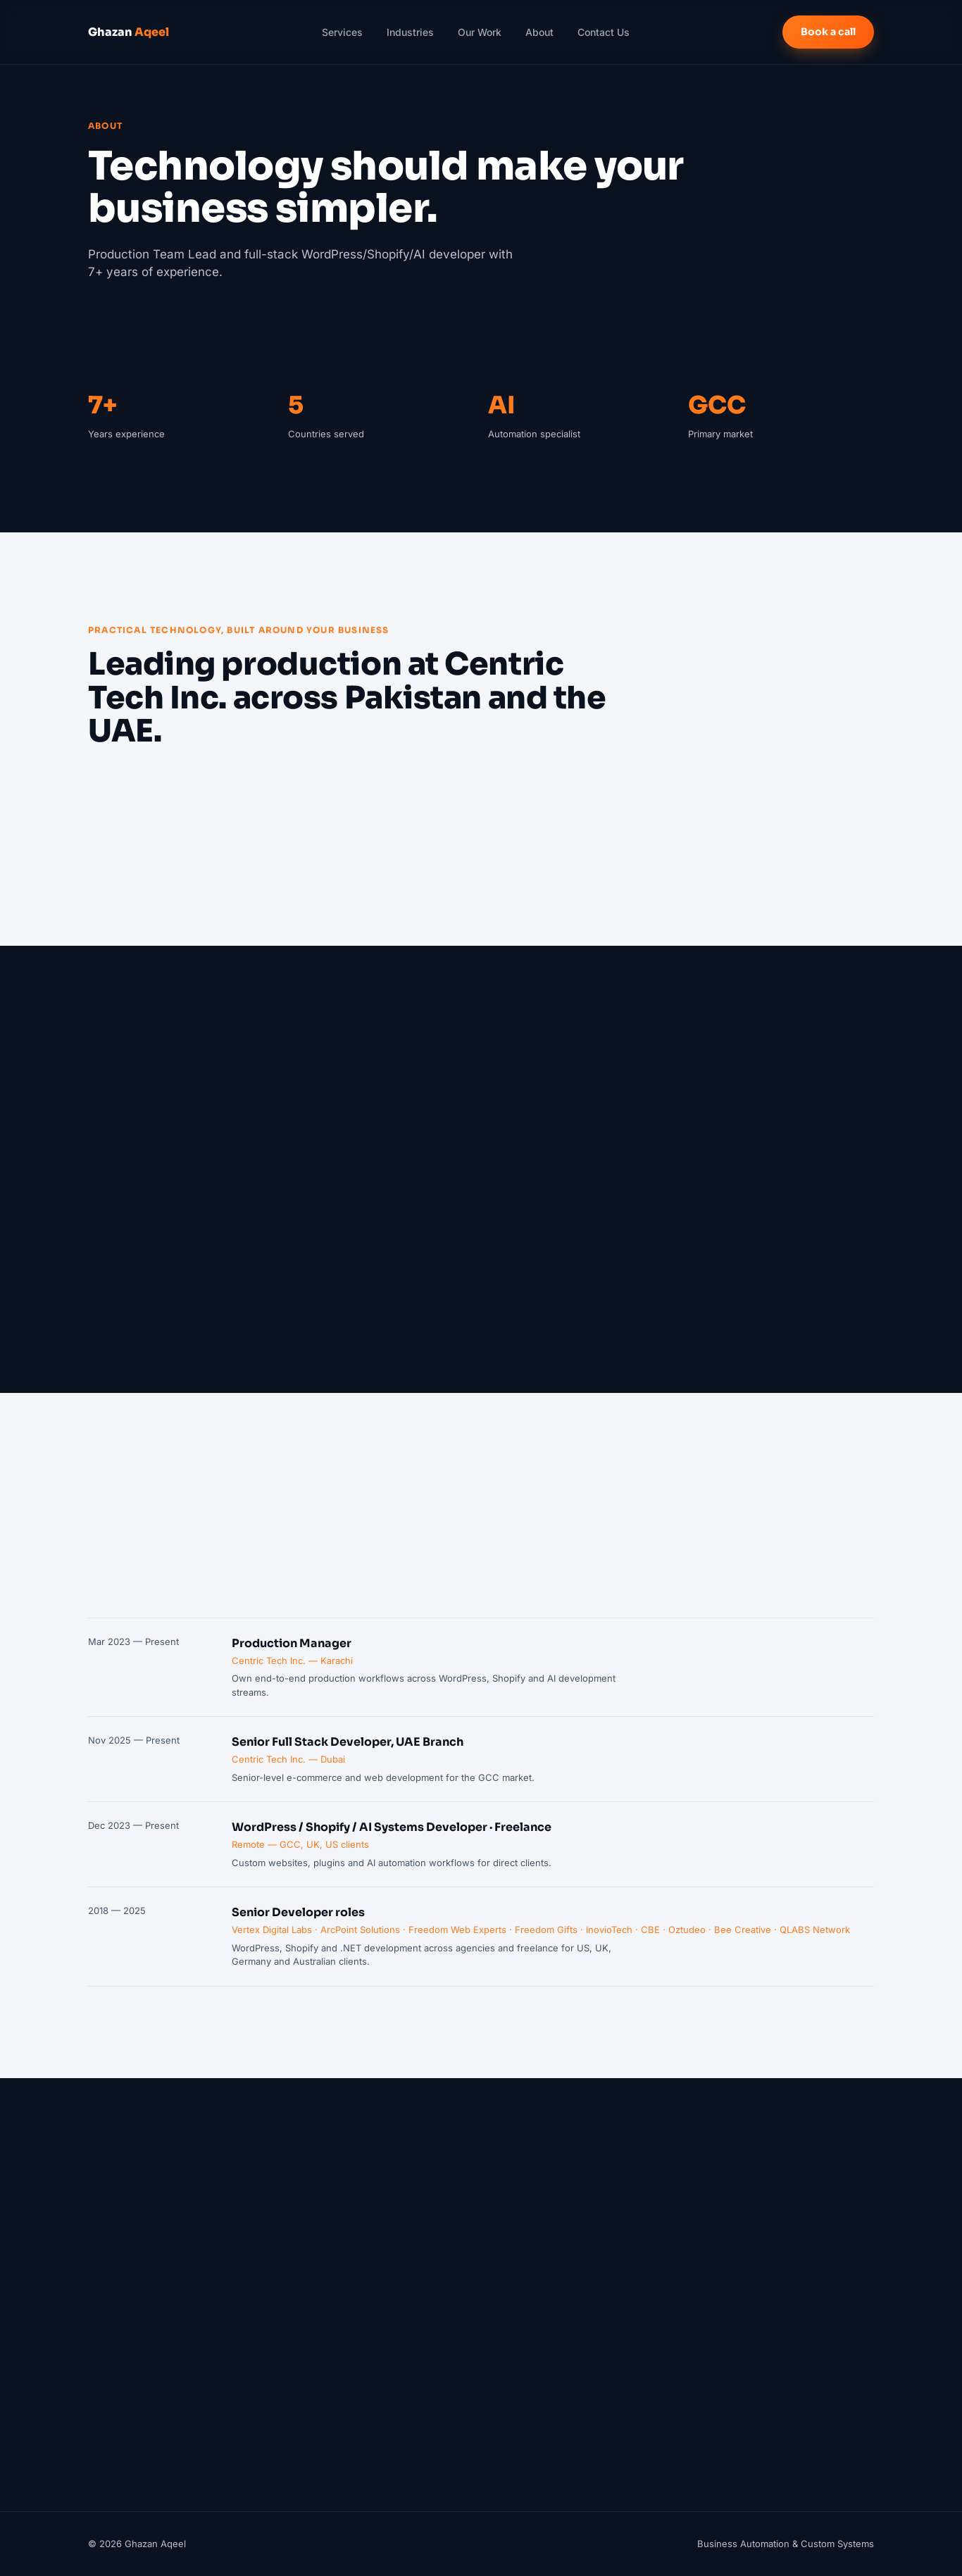 Ghazan Aqeel
Services
Industries
Our Work
About
Contact Us
Book a call
ABOUT
Technology should make your
business simpler.
Production Team Lead and full-stack WordPress/Shopify/AI developer with
7+ years of experience.
7+
Years experience
5
Countries served
AI
Automation specialist
GCC
Primary market
PRACTICAL TECHNOLOGY, BUILT AROUND YOUR BUSINESS
Leading production at Centric
Tech Inc. across Pakistan and the
UAE.
Mar 2023 — Present
Production Manager
Centric Tech Inc. — Karachi
Own end-to-end production workflows across WordPress, Shopify and AI development
streams.
Nov 2025 — Present
Senior Full Stack Developer, UAE Branch
Centric Tech Inc. — Dubai
Senior-level e-commerce and web development for the GCC market.
Dec 2023 — Present
WordPress / Shopify / AI Systems Developer · Freelance
Remote — GCC, UK, US clients
Custom websites, plugins and AI automation workflows for direct clients.
2018 — 2025
Senior Developer roles
Vertex Digital Labs · ArcPoint Solutions · Freedom Web Experts · Freedom Gifts · InovioTech · CBE · Oztudeo · Bee Creative · QLABS Network
WordPress, Shopify and .NET development across agencies and freelance for US, UK,
Germany and Australian clients.
© 2026 Ghazan Aqeel
Business Automation & Custom Systems